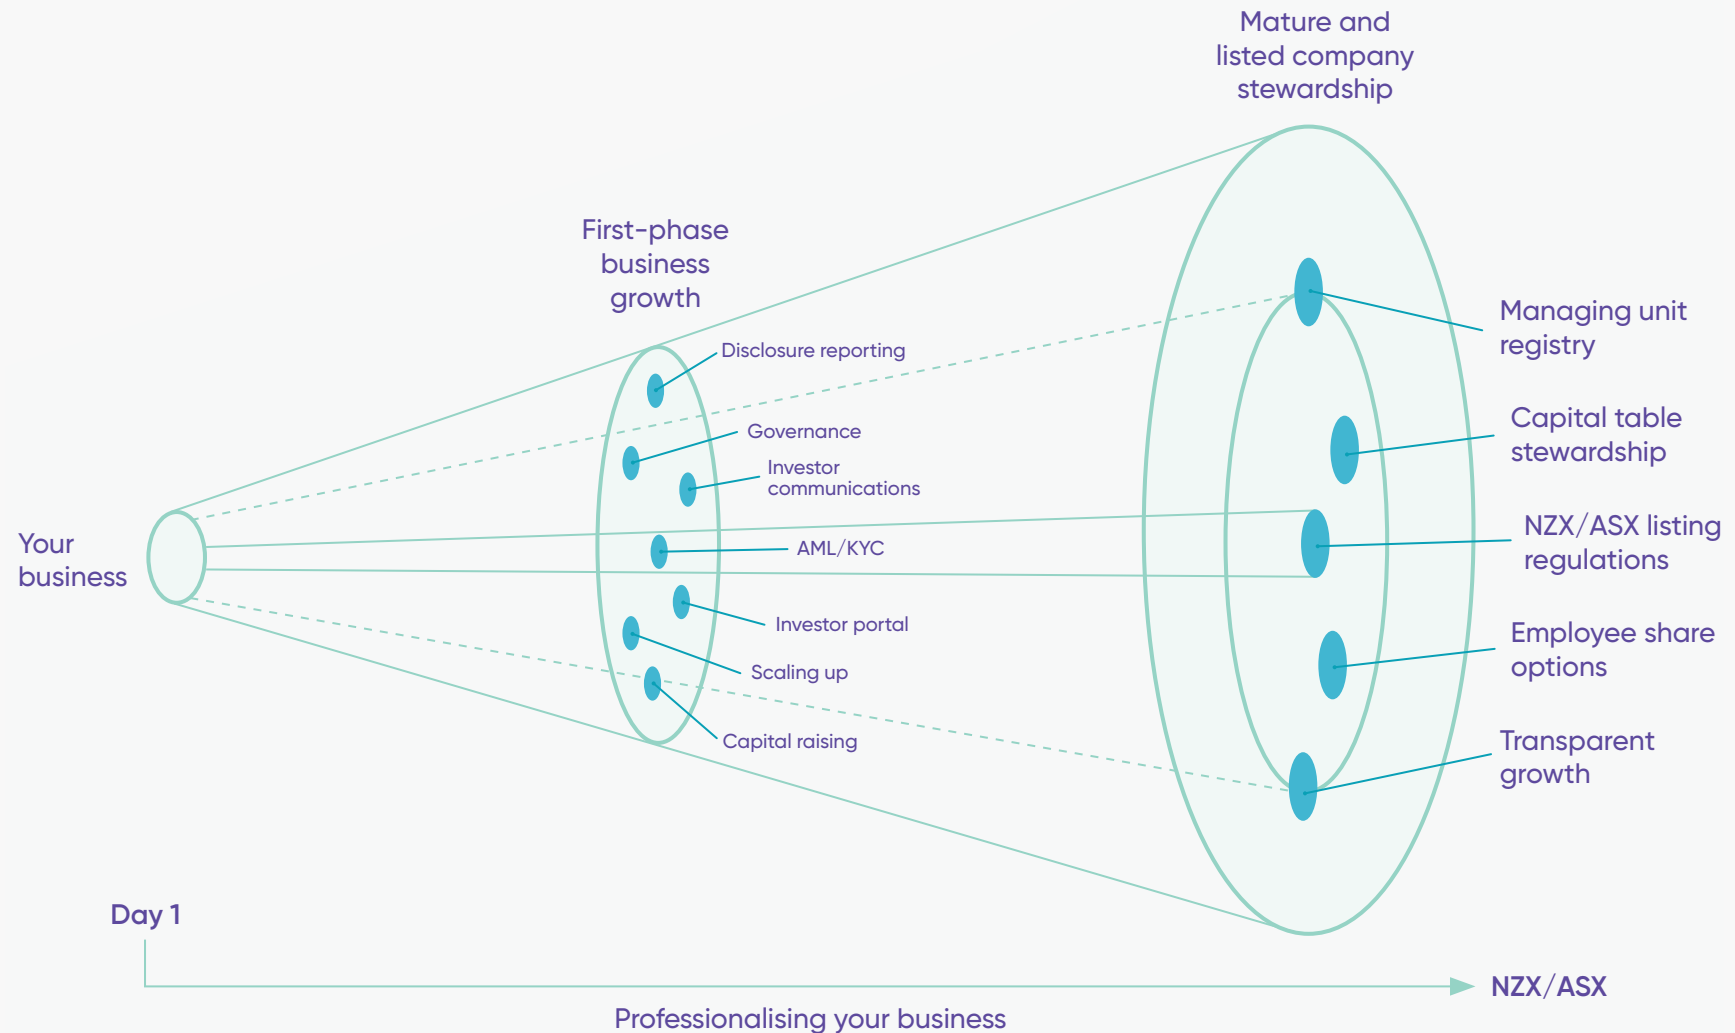 Mature and
listed company
stewardship
First-phase
business
growth
Disclosure reporting
Governance
Investor
communications
AML/KYC
Investor portal
Scaling up
Capital raising
Your
business
Managing unit
registry
Capital table
stewardship
NZX/ASX listing
regulations
Employee share
options
Transparent
growth
Day 1
NZX/ASX
Professionalising your business